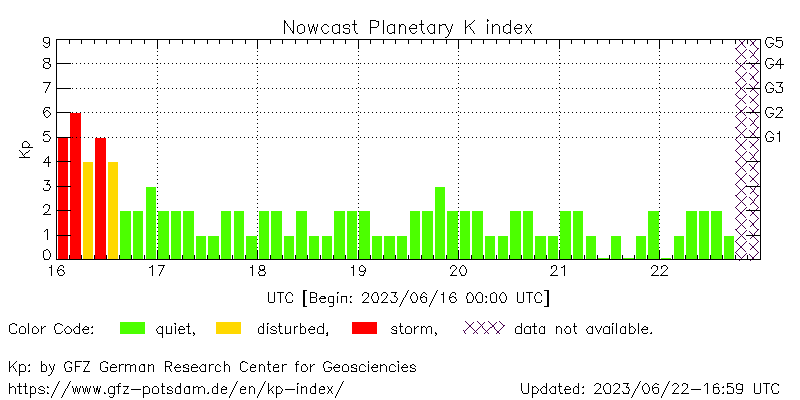 Nowcast Planetary K index
9 G5
8 G4
7 G3
6 G2
5 G1
Kp
4
3
2
1
0
16 17 18 19 20 21 22
UTC [Begin: 2023/06/16 00:00 UTC]
Color Code: quiet, disturbed, storm, data not available.
Kp: by GFZ German Research Center for Geosciencies
https://www.gfz-potsdam.de/en/kp-index/ Updated: 2023/06/22-16:59 UTC